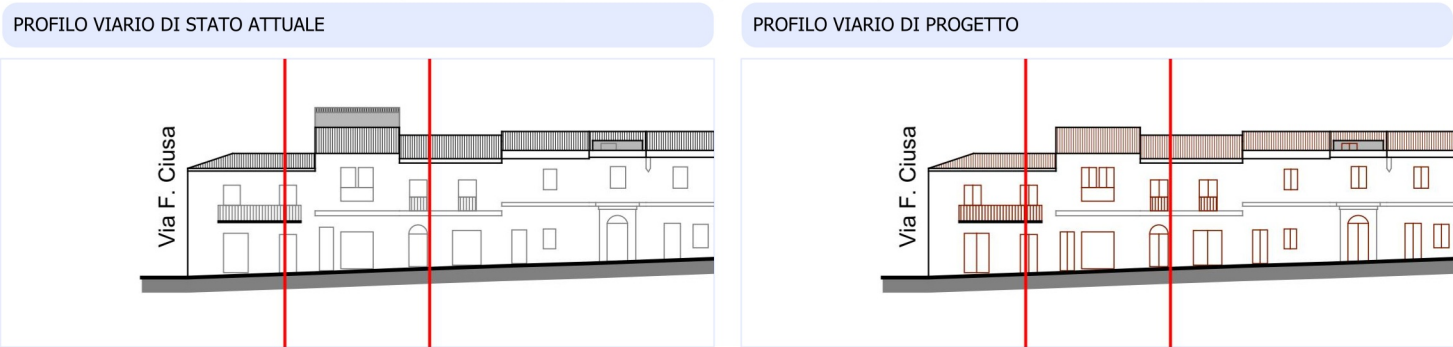 PROFILO VIARIO DI STATO ATTUALE
Via F. Ciusa
PROFILO VIARIO DI PROGETTO
Via F. Ciusa